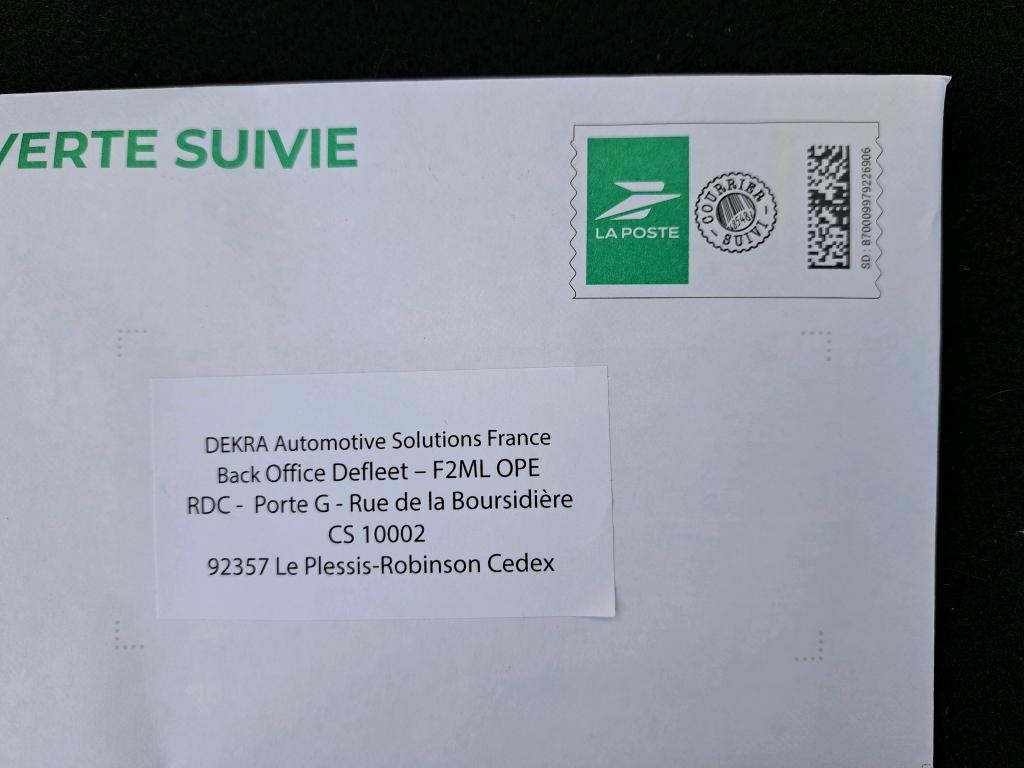 VERTE SUIVIE
LA POSTE
COURRIER
SUIVI
SD : 870009979226906
DEKRA Automotive Solutions France
Back Office Defleet – F2ML OPE
RDC - Porte G - Rue de la Boursidière
CS 10002
92357 Le Plessis-Robinson Cedex